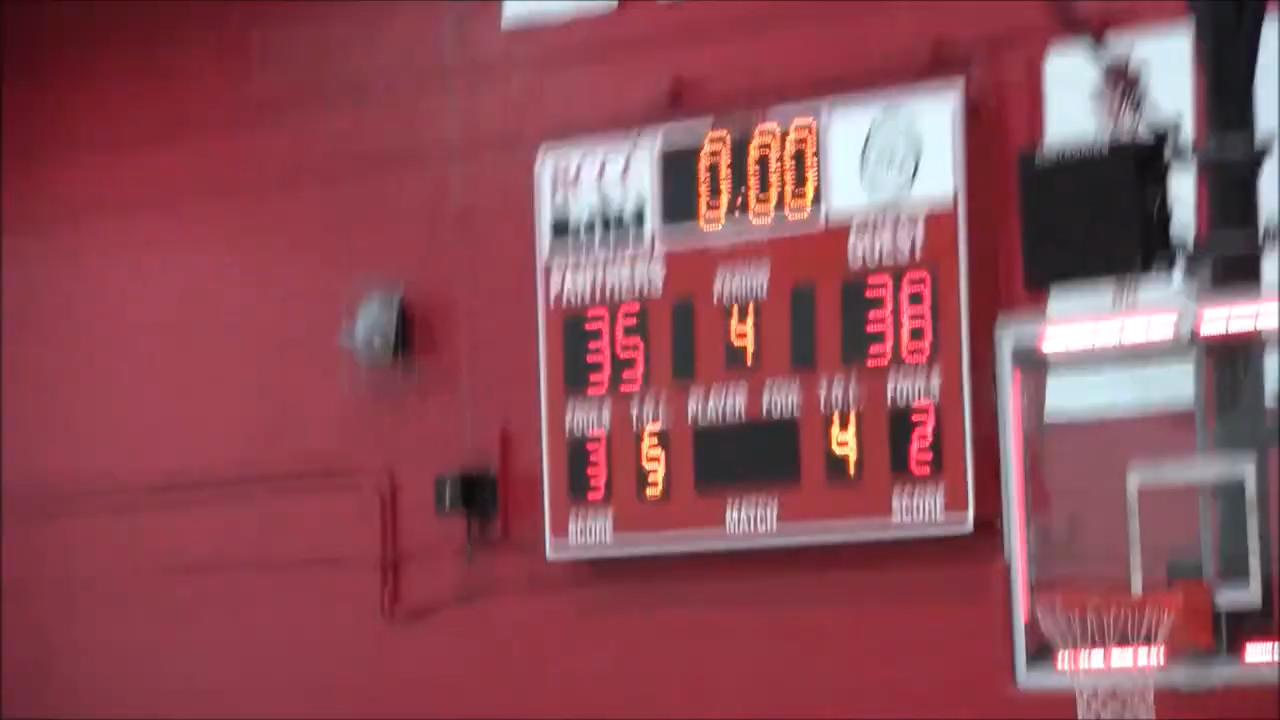 0:00
PANTHERS PERIOD GUEST
35 4 38
FOULS T.O.L PLAYER FOUL T.O.L FOULS
3 5 4 2
SCORE MATCH SCORE